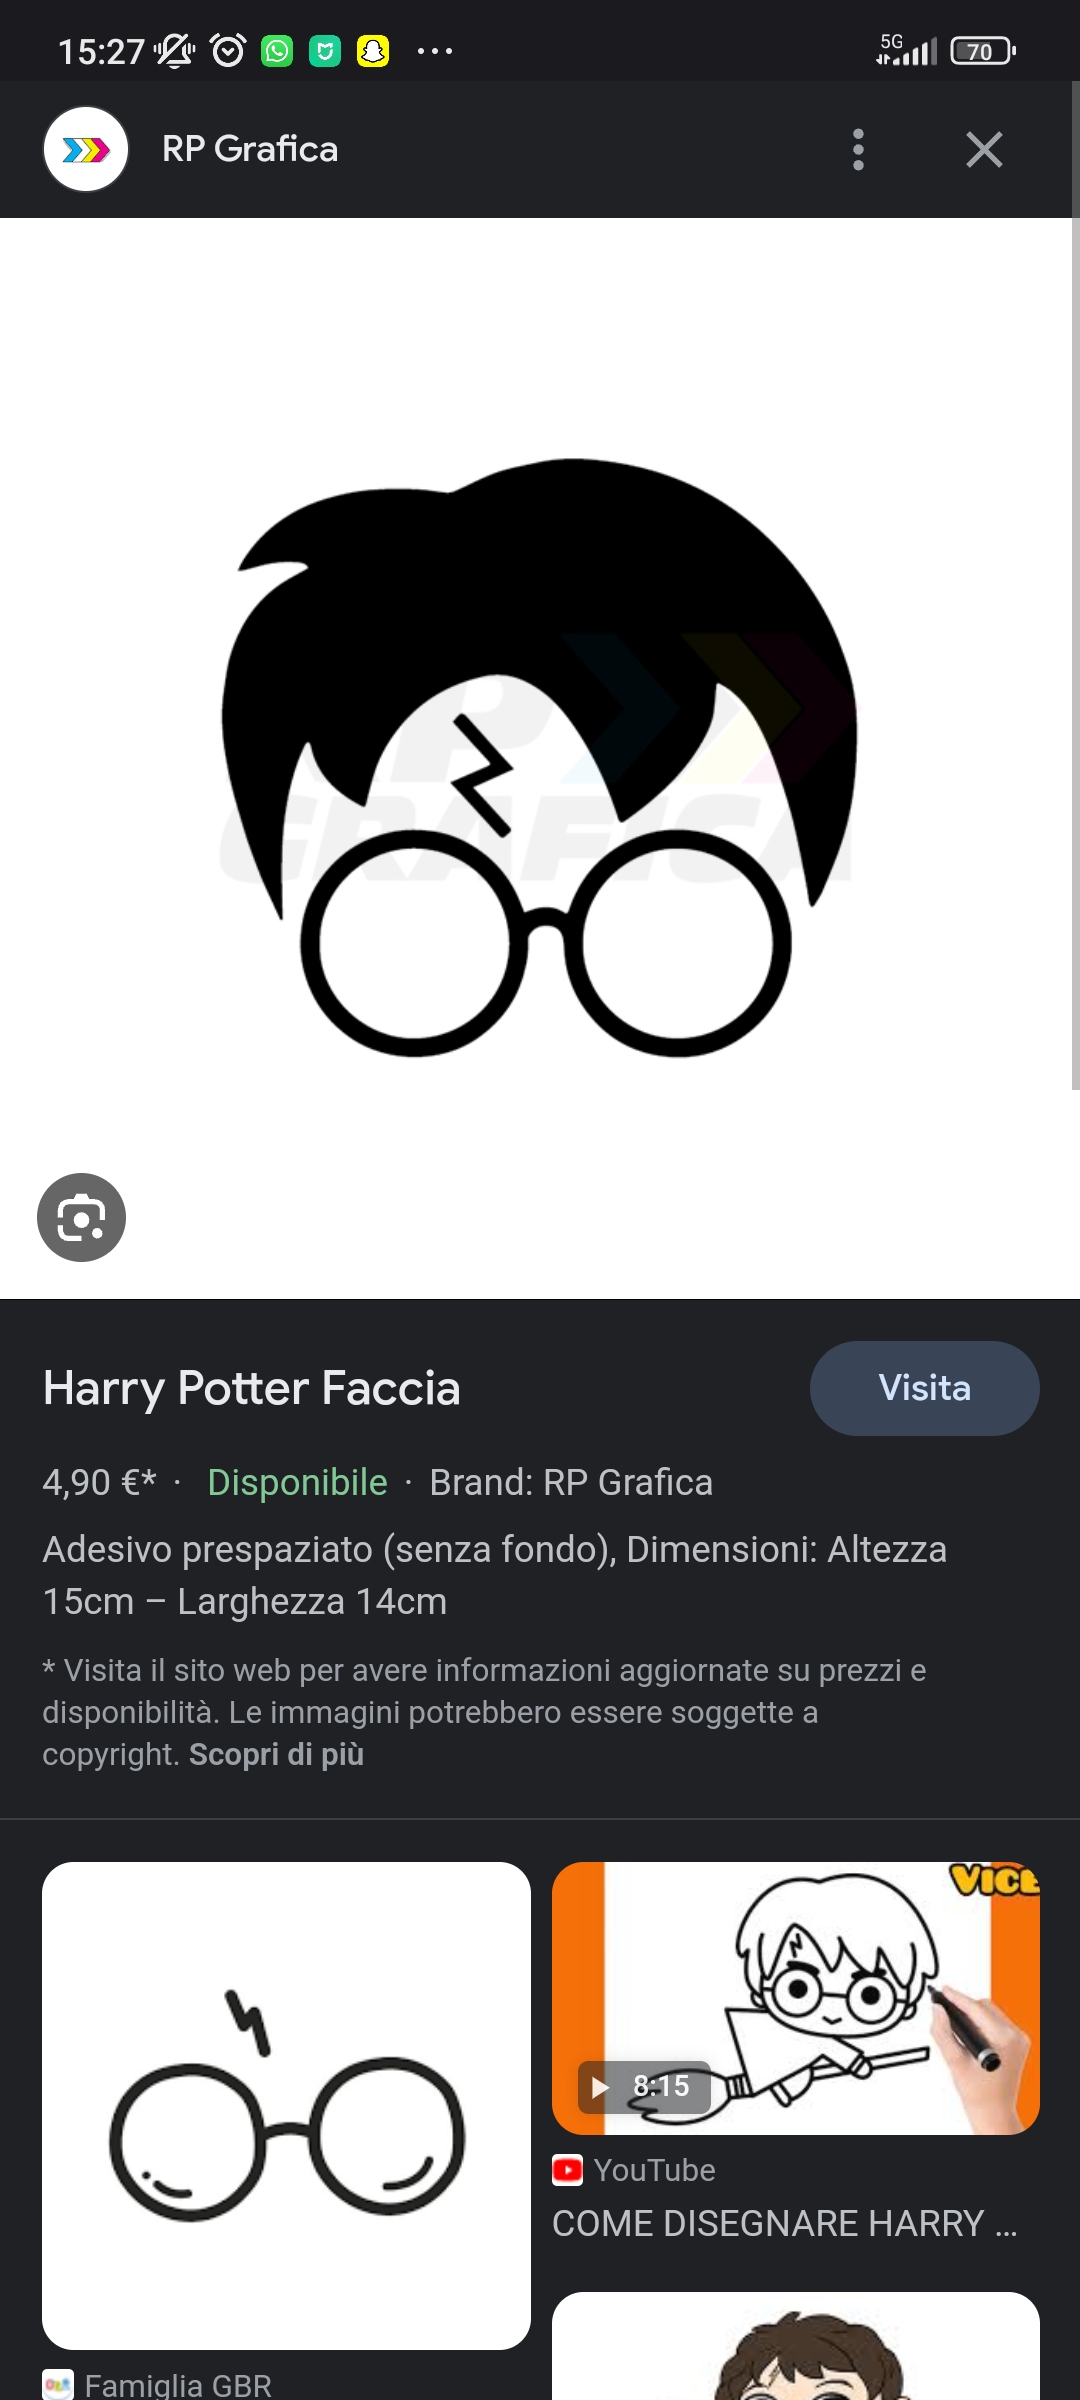 15:27
5G
70
RP Grafica
RP
GRAFICA
Harry Potter Faccia
Visita
4,90 €* · Disponibile · Brand: RP Grafica
Adesivo prespaziato (senza fondo), Dimensioni: Altezza
15cm – Larghezza 14cm
* Visita il sito web per avere informazioni aggiornate su prezzi e
disponibilità. Le immagini potrebbero essere soggette a
copyright. Scopri di più
VICE
8:15
YouTube
COME DISEGNARE HARRY ...
Famiglia GBR